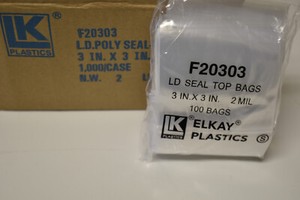 LK
PLASTICS
F20303
L.D.POLY SEAL
3 IN. X 3 IN.
1,000/CASE
N.W. 2
F20303
LD SEAL TOP BAGS
3 IN. X 3 IN. 2 MIL
100 BAGS
LK ELKAY
PLASTICS